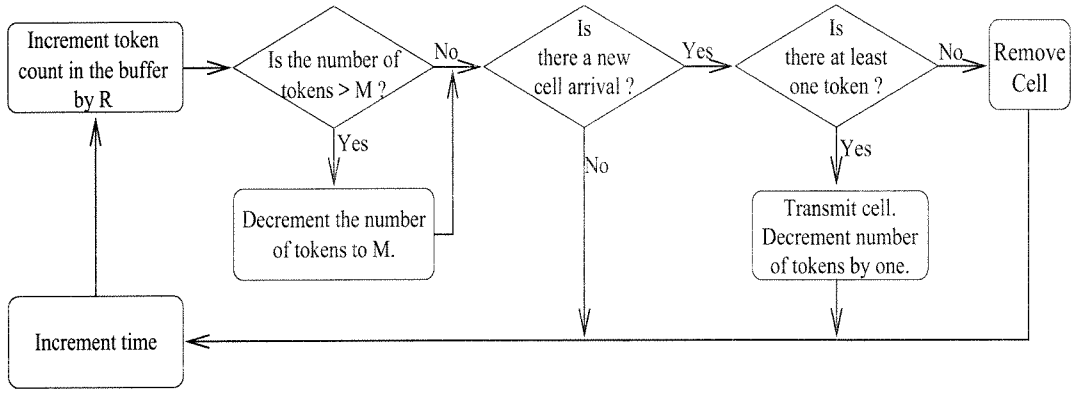 Increment token
count in the buffer
by R
Is the number of
tokens > M ?
No
Yes
Decrement the number
of tokens to M.
Is
there a new
cell arrival ?
Yes
No
Is
there at least
one token ?
No
Yes
Remove
Cell
Transmit cell.
Decrement number
of tokens by one.
Increment time